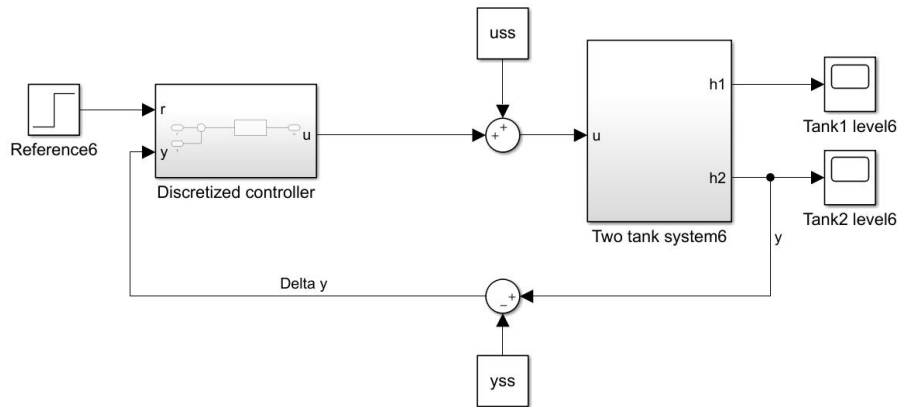 uss
h1
r
u
u
Tank1 level6
Reference6
y
h2
Discretized controller
Tank2 level6
Two tank system6
y
Delta y
yss